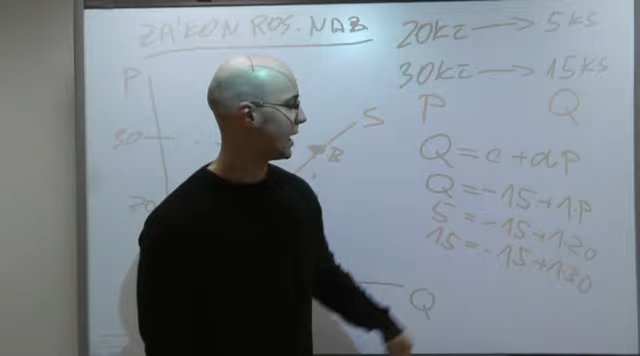 ZÁKON ROS. NAB
20Kč → 5KS
30Kč → 15KS
P Q
P
30
20
S
B
Q
Q = c + dP
Q = -15 + 1.P
5 = -15 + 1.20
15 = -15 + 1.30